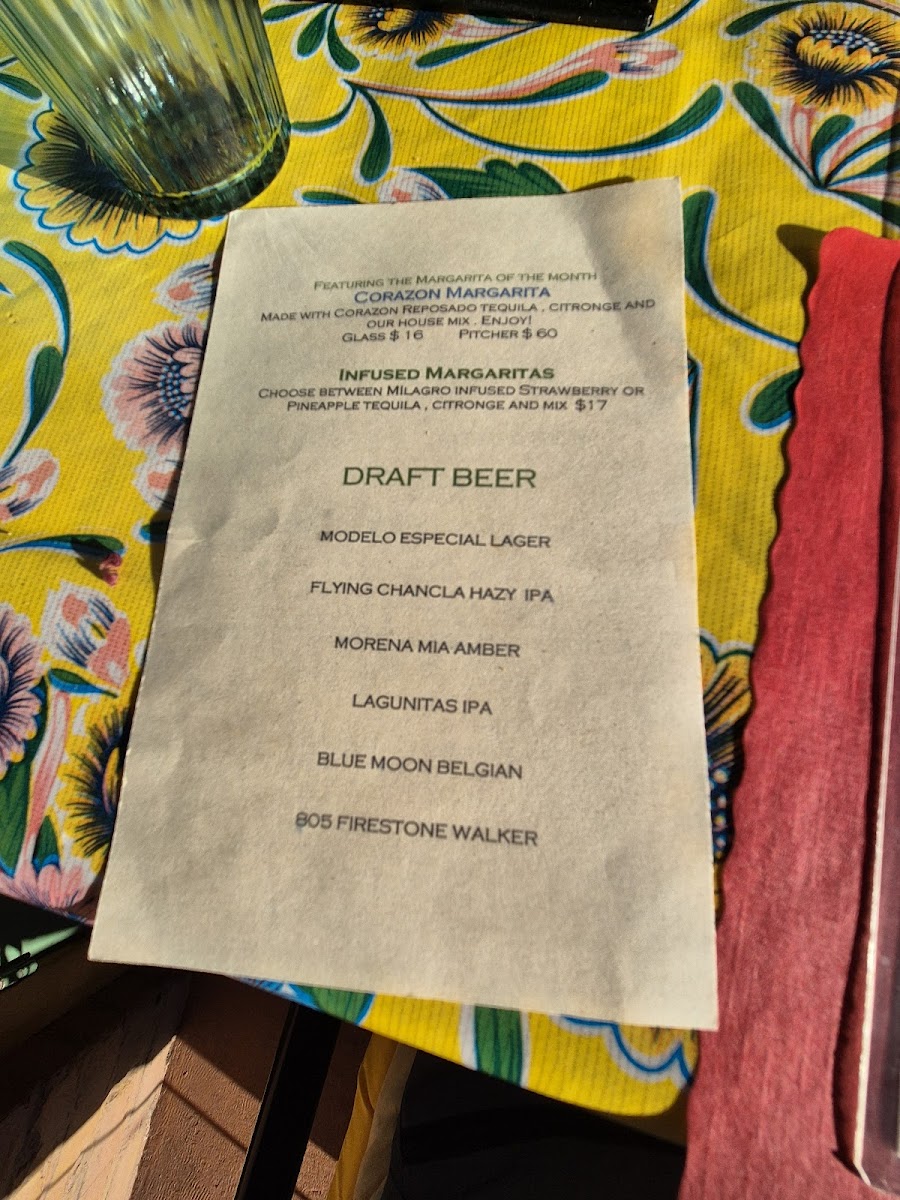 Featuring the Margarita of the month
Corazon Margarita
Made with Corazon Reposado tequila , citronge and
our house mix . Enjoy!
Glass $ 16 Pitcher $ 60
Infused Margaritas
Choose between Milagro infused Strawberry or
Pineapple tequila , citronge and mix $17
DRAFT BEER
MODELO ESPECIAL LAGER
FLYING CHANCLA HAZY IPA
MORENA MIA AMBER
LAGUNITAS IPA
BLUE MOON BELGIAN
805 FIRESTONE WALKER